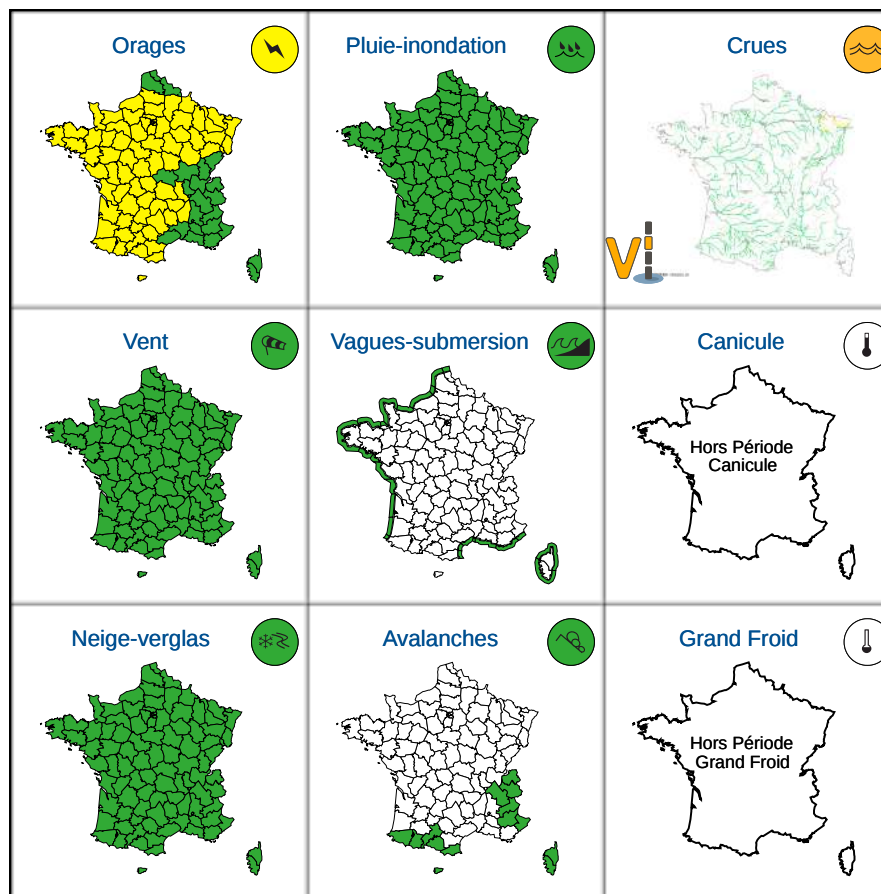 Orages
Pluie-inondation
Crues
Vent
Vagues-submersion
Canicule
Hors Période
Canicule
Neige-verglas
Avalanches
Grand Froid
Hors Période
Grand Froid